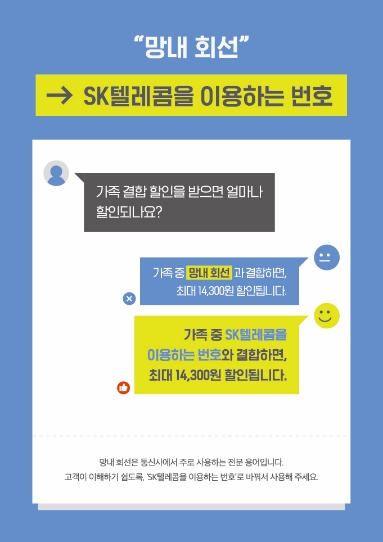 “망내 회선”
→ SK텔레콤을 이용하는 번호
가족 결합 할인을 받으면 얼마나
할인되나요?
가족 중 망내 회선 과 결합하면,
최대 14,300원 할인됩니다.
가족 중 SK텔레콤을
이용하는 번호와 결합하면,
최대 14,300원 할인됩니다.
망내 회선은 통신사에서 주로 사용하는 전문 용어입니다.
고객이 이해하기 쉽도록, ‘SK텔레콤을 이용하는 번호’로 바꿔서 사용해 주세요.